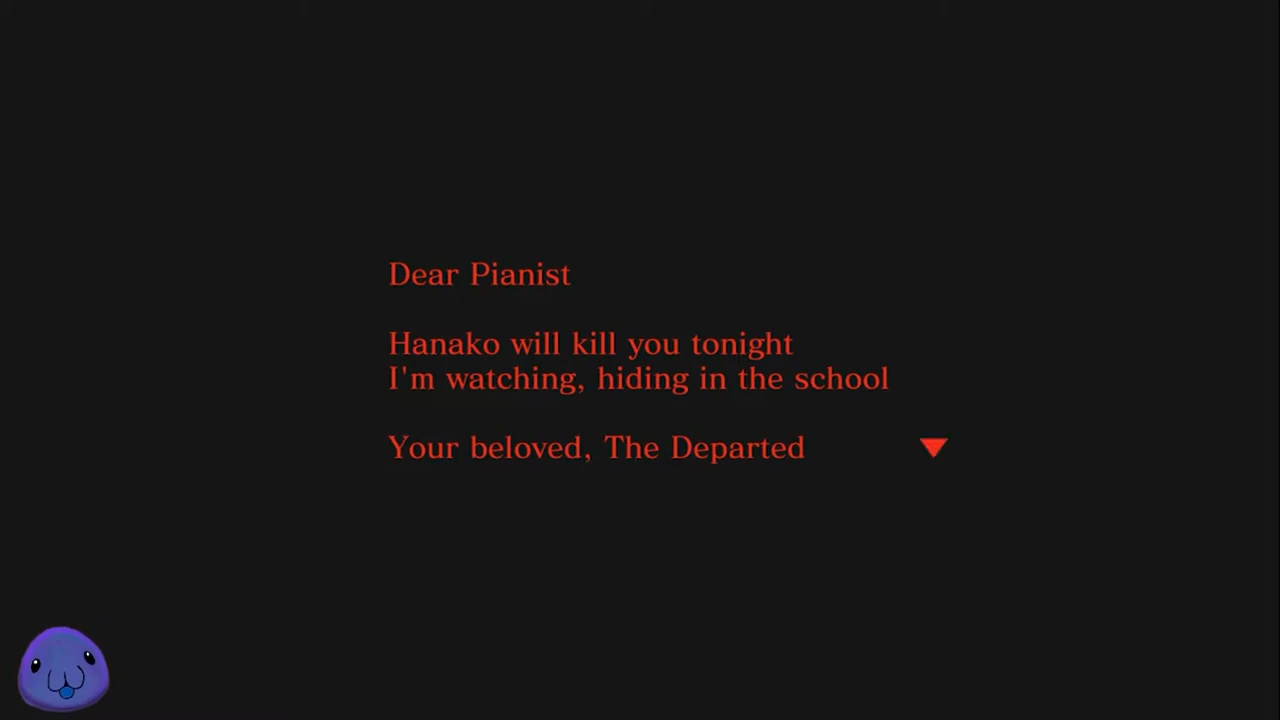 Dear Pianist
Hanako will kill you tonight
I'm watching, hiding in the school
Your beloved, The Departed